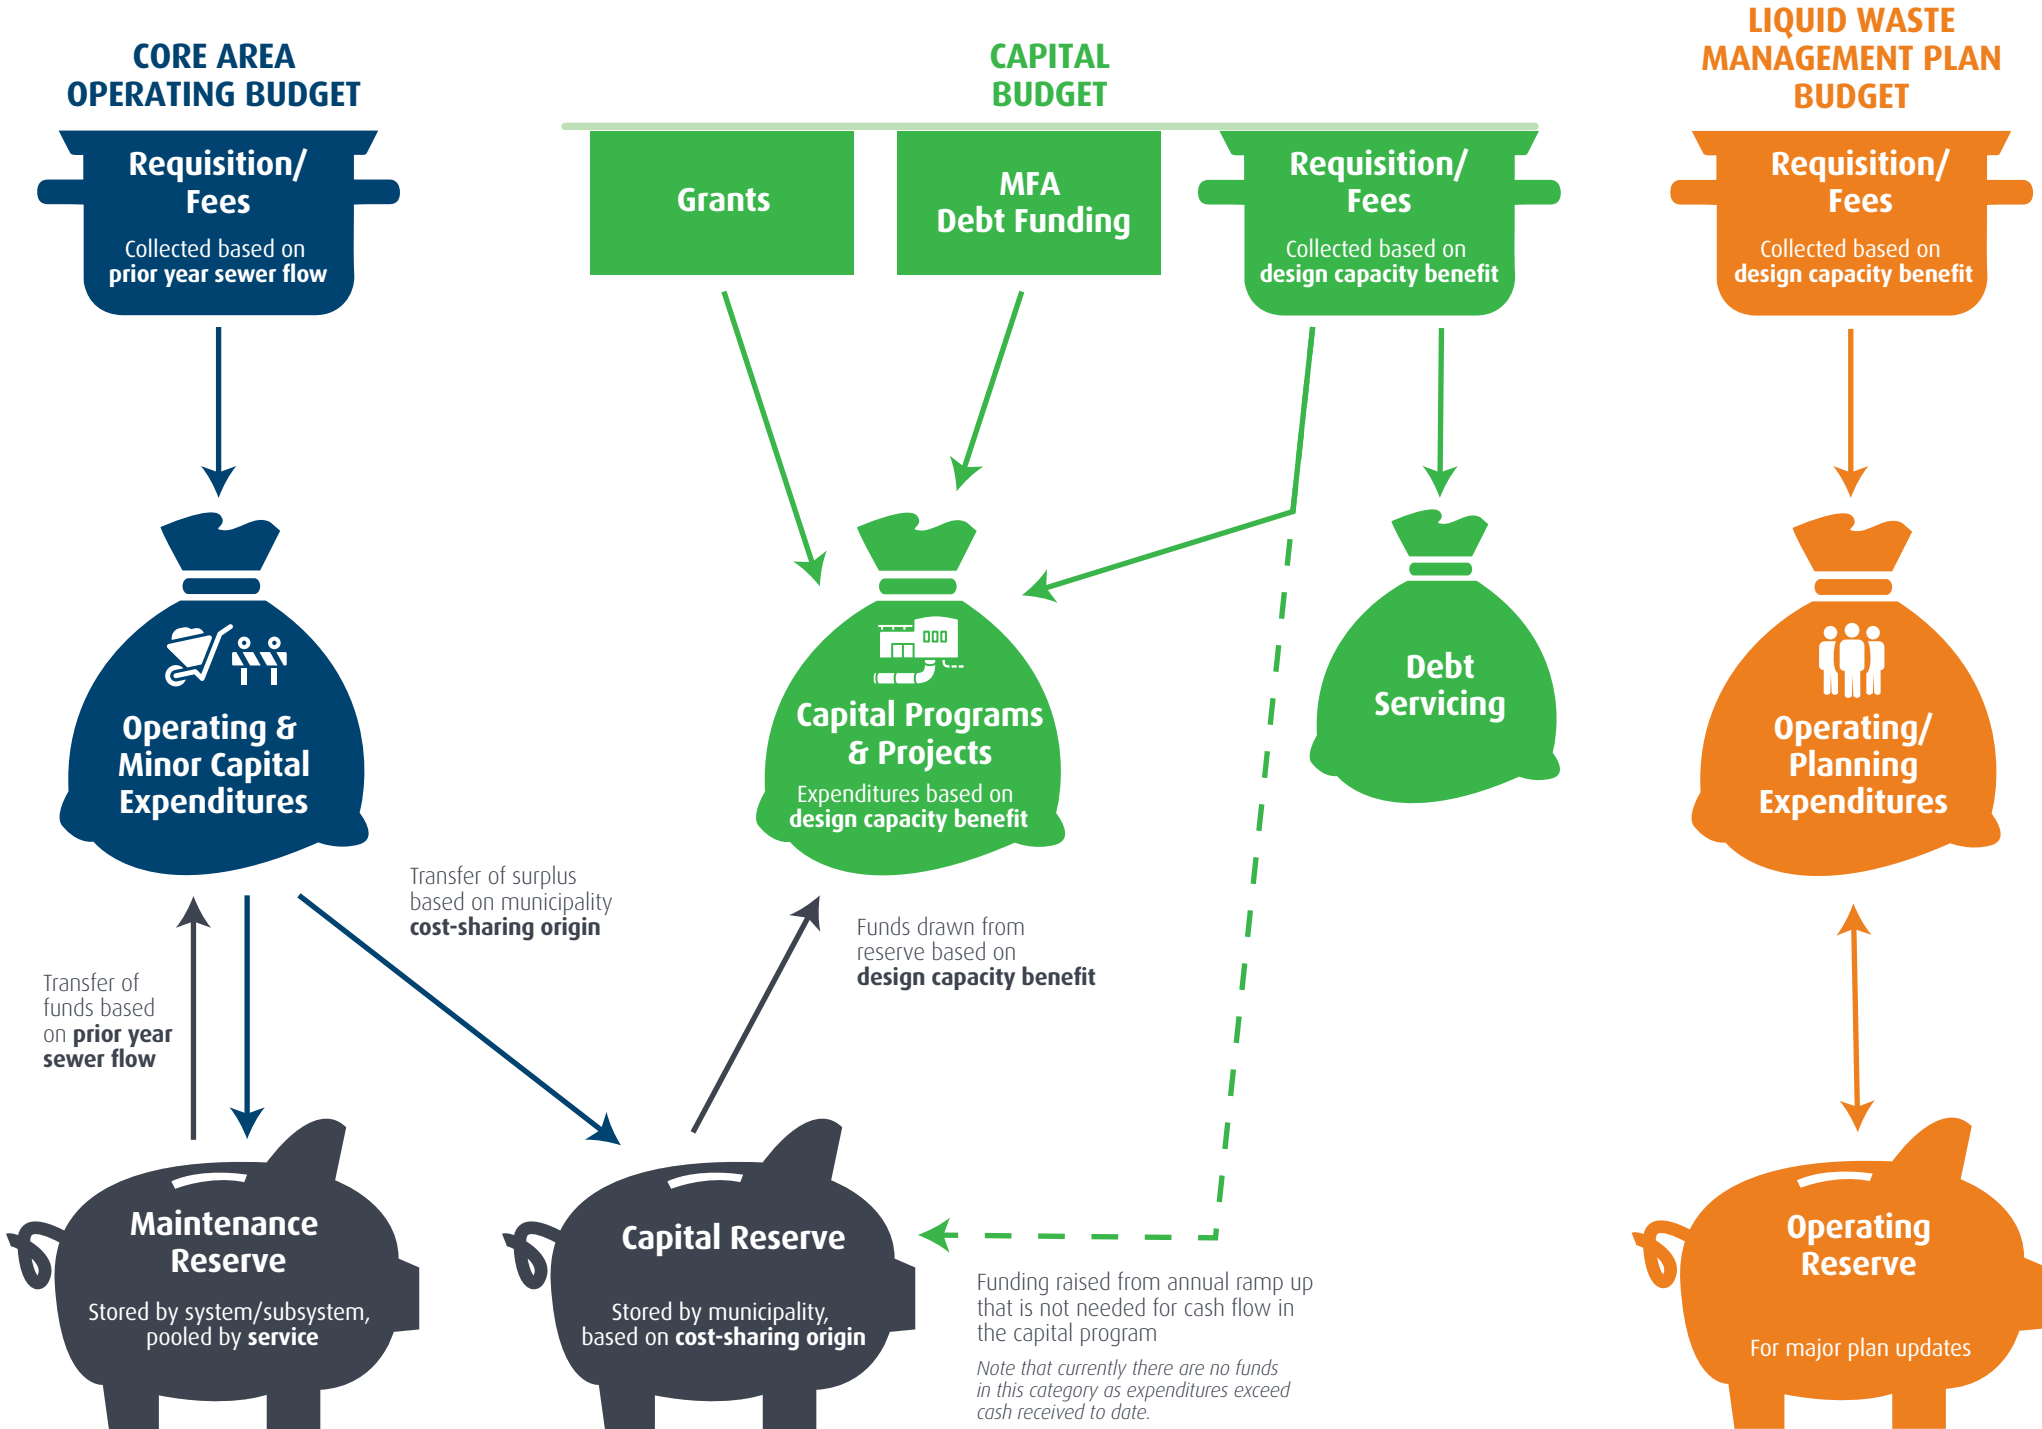 CORE AREA
OPERATING BUDGET
Requisition/
Fees
Collected based on
prior year sewer flow
Operating &
Minor Capital
Expenditures
Transfer of
funds based
on prior year
sewer flow
Transfer of surplus
based on municipality
cost-sharing origin
Maintenance
Reserve
Stored by system/subsystem,
pooled by service
CAPITAL
BUDGET
Grants
MFA
Debt Funding
Requisition/
Fees
Collected based on
design capacity benefit
Capital Programs
& Projects
Expenditures based on
design capacity benefit
Debt
Servicing
Funds drawn from
reserve based on
design capacity benefit
Capital Reserve
Stored by municipality,
based on cost-sharing origin
Funding raised from annual ramp up
that is not needed for cash flow in
the capital program
Note that currently there are no funds
in this category as expenditures exceed
cash received to date.
LIQUID WASTE
MANAGEMENT PLAN
BUDGET
Requisition/
Fees
Collected based on
design capacity benefit
Operating/
Planning
Expenditures
Operating
Reserve
For major plan updates